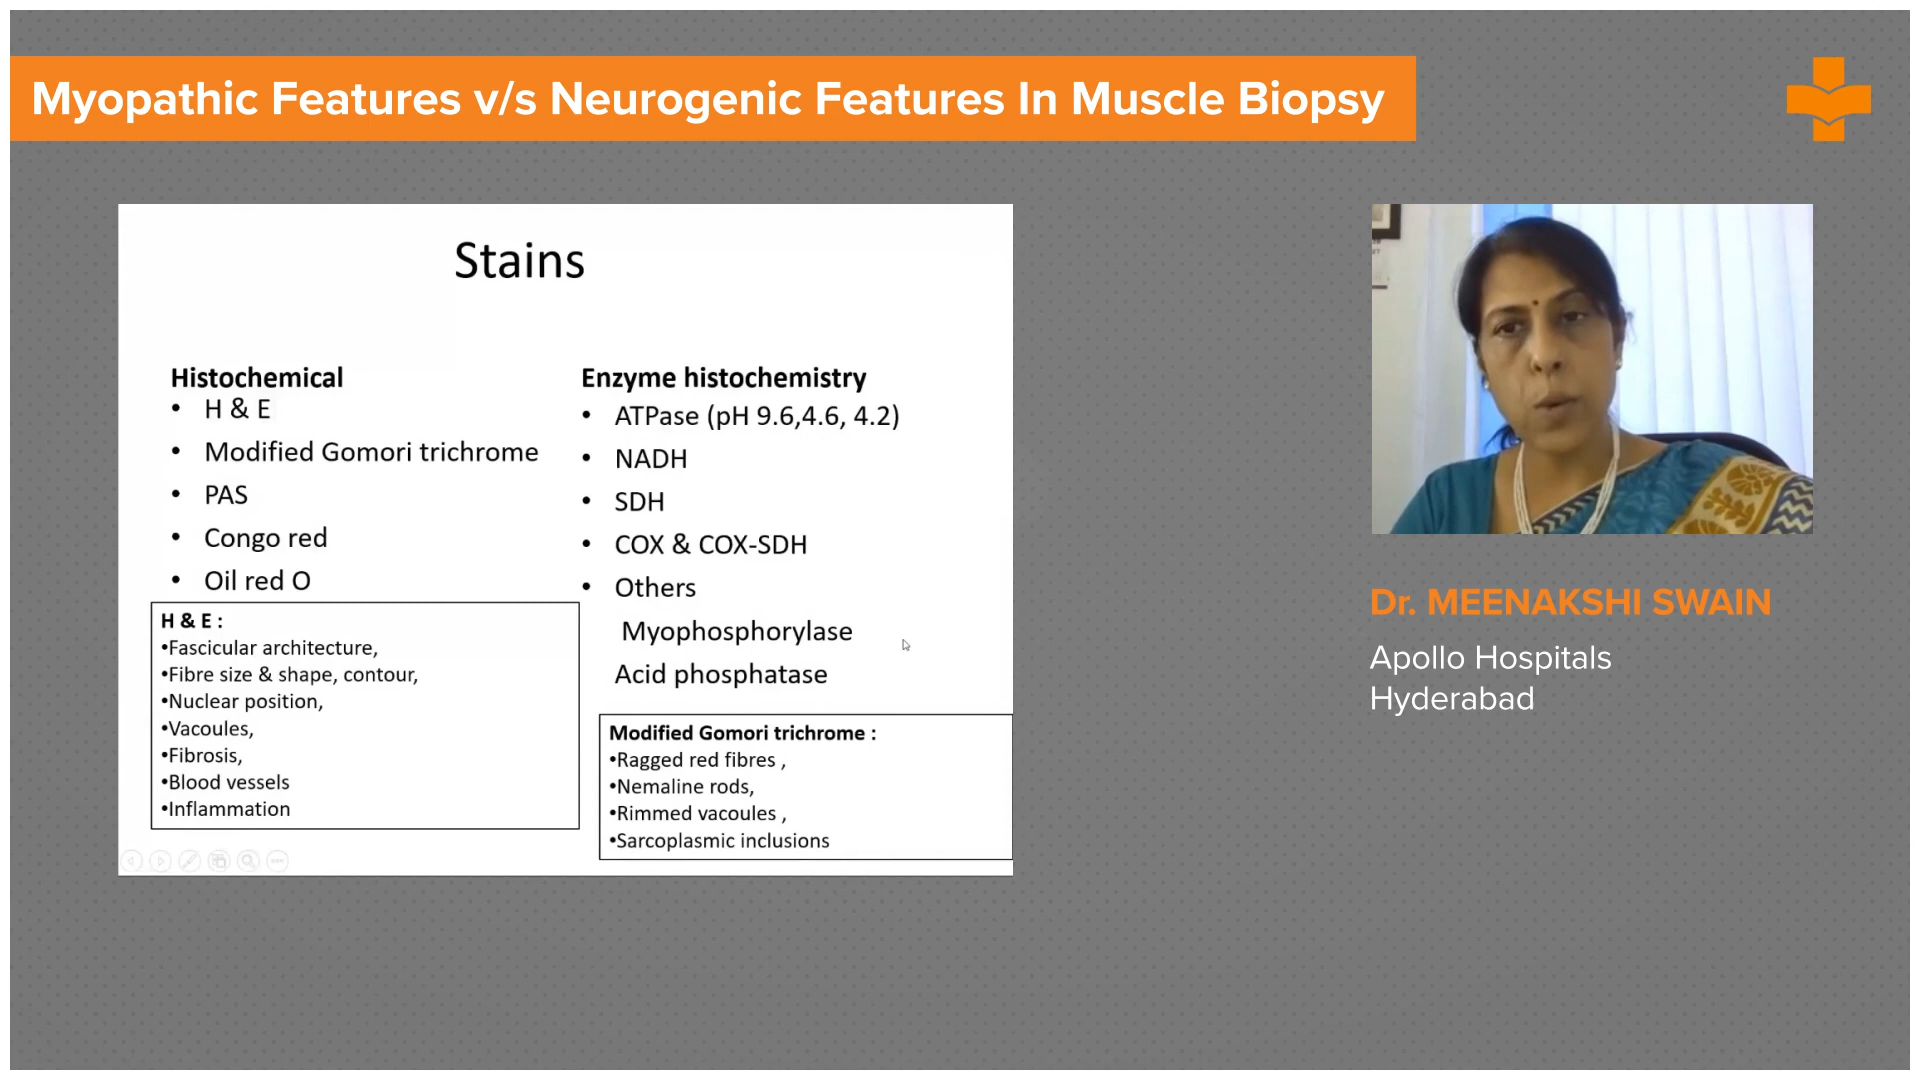 Myopathic Features v/s Neurogenic Features In Muscle Biopsy
Stains
Histochemical
• H & E
• Modified Gomori trichrome
• PAS
• Congo red
• Oil red O
H & E :
•Fascicular architecture,
•Fibre size & shape, contour,
•Nuclear position,
•Vacoules,
•Fibrosis,
•Blood vessels
•Inflammation
Enzyme histochemistry
• ATPase (pH 9.6,4.6, 4.2)
• NADH
• SDH
• COX & COX-SDH
• Others
Myophosphorylase
Acid phosphatase
Modified Gomori trichrome :
•Ragged red fibres ,
•Nemaline rods,
•Rimmed vacoules ,
•Sarcoplasmic inclusions
Dr. MEENAKSHI SWAIN
Apollo Hospitals
Hyderabad